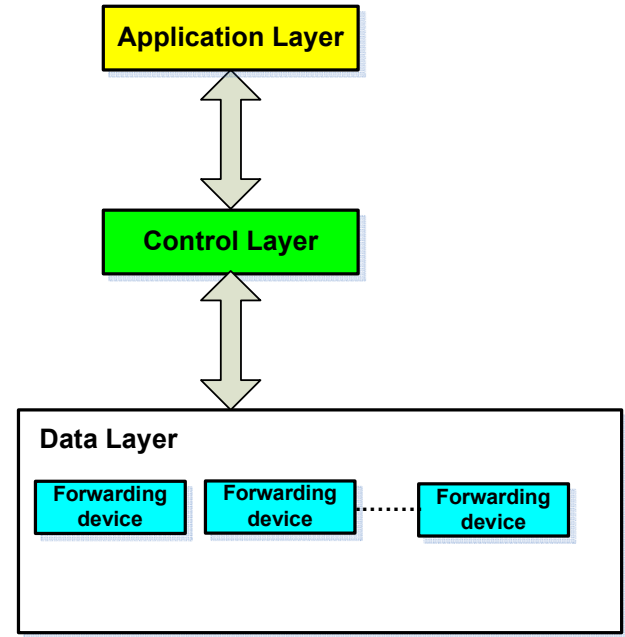 Application Layer
Control Layer
Data Layer
Forwarding
device
Forwarding
device
Forwarding
device